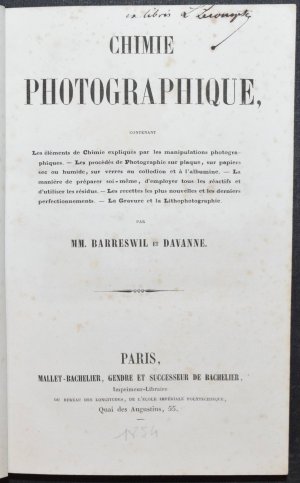 ex libris
CHIMIE
PHOTOGRAPHIQUE,
CONTENANT
Les éléments de Chimie expliqués par les manipulations photogra-
phiques. — Les procédés de Photographie sur plaque, sur papiers
sec ou humide, sur verres au collodion et à l'albumine. — La
manière de préparer soi-même, d'employer tous les réactifs et
d'utiliser les résidus. — Les recettes les plus nouvelles et les derniers
perfectionnements. — La Gravure et la Lithophotographie.
PAR
MM. BARRESWIL ET DAVANNE.
PARIS,
MALLET-BACHELIER, GENDRE ET SUCCESSEUR DE BACHELIER,
Imprimeur-Libraire
DU BUREAU DES LONGITUDES, DE L'ÉCOLE IMPÉRIALE POLYTECHNIQUE,
Quai des Augustins, 55.
1854